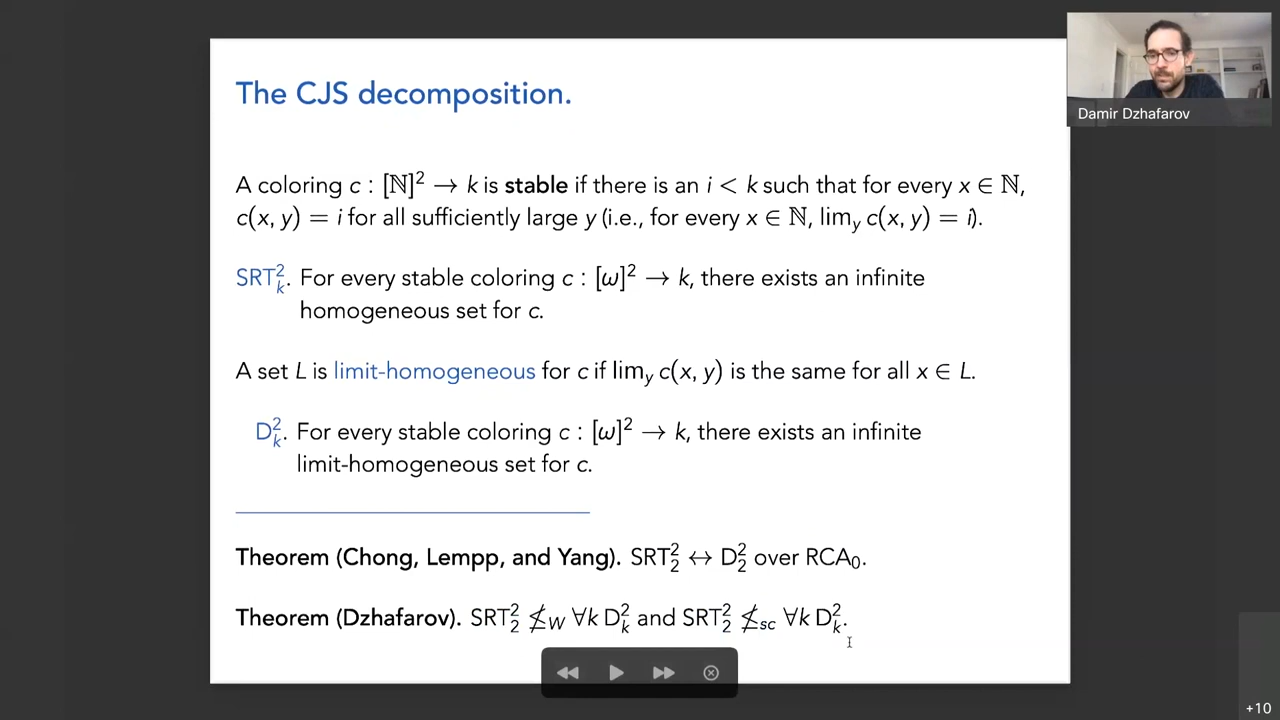 The CJS decomposition.
Damir Dzhafarov
A coloring c : [ℕ]² → k is stable if there is an i < k such that for every x ∈ ℕ,
c(x, y) = i for all sufficiently large y (i.e., for every x ∈ ℕ, lim_y c(x, y) = i).
SRT²_k. For every stable coloring c : [ω]² → k, there exists an infinite
homogeneous set for c.
A set L is limit-homogeneous for c if lim_y c(x, y) is the same for all x ∈ L.
D²_k. For every stable coloring c : [ω]² → k, there exists an infinite
limit-homogeneous set for c.
Theorem (Chong, Lempp, and Yang). SRT²_2 ↔ D²_2 over RCA₀.
Theorem (Dzhafarov). SRT²_2 ≰_W ∀k D²_k and SRT²_2 ≰_sc ∀k D²_k.
+10